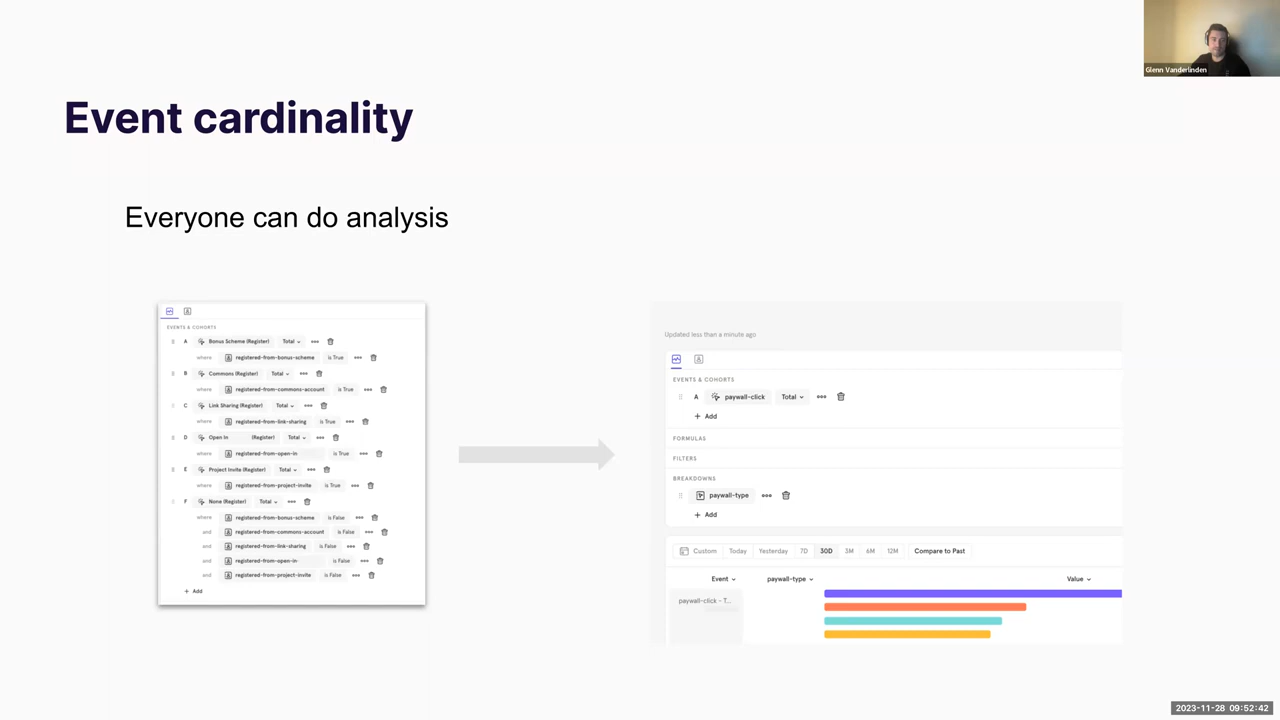 Glenn Vanderlinden
Event cardinality
Everyone can do analysis
EVENTS & COHORTS
A Bonus Scheme (Register) Total
where registered-from-bonus-scheme is True
B Commons (Register) Total
where registered-from-commons-account is True
C Link Sharing (Register) Total
where registered-from-link-sharing is True
D Open In (Register) Total
where registered-from-open-in is True
E Project Invite (Register) Total
where registered-from-project-invite is True
F None (Register) Total
where registered-from-bonus-scheme is False
and registered-from-commons-account is False
and registered-from-link-sharing is False
and registered-from-open-in is False
and registered-from-project-invite is False
+ Add
Updated less than a minute ago
EVENTS & COHORTS
A paywall-click Total
+ Add
FORMULAS
FILTERS
BREAKDOWNS
paywall-type
+ Add
Custom Today Yesterday 7D 30D 3M 6M 12M Compare to Past
Event paywall-type Value
paywall-click - T...
2023-11-28 09:52:42